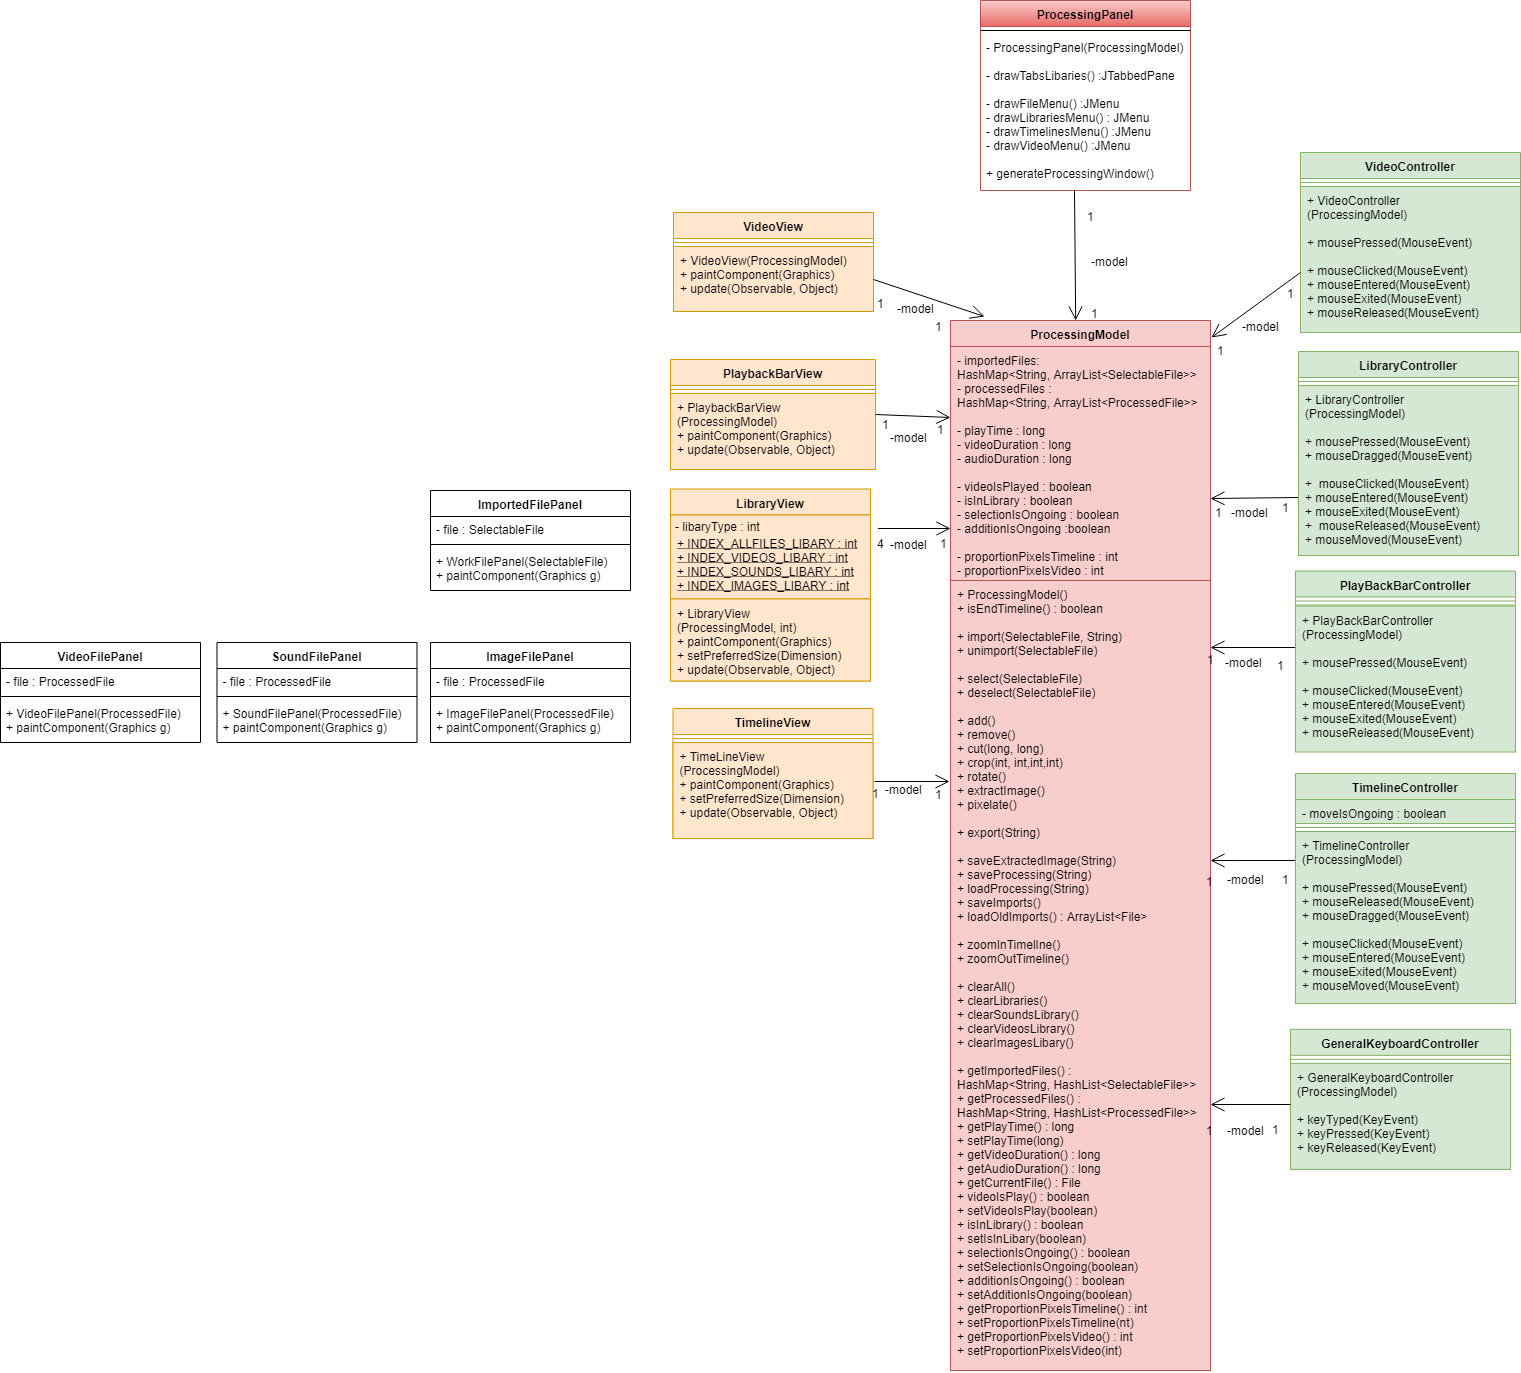 ProcessingPanel
- ProcessingPanel(ProcessingModel)
- drawTabsLibaries() :JTabbedPane
- drawFileMenu() :JMenu
- drawLibrariesMenu() : JMenu
- drawTimelinesMenu() :JMenu
- drawVideoMenu() :JMenu
+ generateProcessingWindow()
1
-model
1
VideoView
+ VideoView(ProcessingModel)
+ paintComponent(Graphics)
+ update(Observable, Object)
1
-model
1
PlaybackBarView
+ PlaybackBarView
(ProcessingModel)
+ paintComponent(Graphics)
+ update(Observable, Object)
1
-model
1
LibraryView
- libaryType : int
+ INDEX_ALLFILES_LIBARY : int
+ INDEX_VIDEOS_LIBARY : int
+ INDEX_SOUNDS_LIBARY : int
+ INDEX_IMAGES_LIBARY : int
+ LibraryView
(ProcessingModel, int)
+ paintComponent(Graphics)
+ setPreferredSize(Dimension)
+ update(Observable, Object)
4
-model
1
TimelineView
+ TimeLineView
(ProcessingModel)
+ paintComponent(Graphics)
+ setPreferredSize(Dimension)
+ update(Observable, Object)
1
-model
1
ImportedFilePanel
- file : SelectableFile
+ WorkFilePanel(SelectableFile)
+ paintComponent(Graphics g)
VideoFilePanel
- file : ProcessedFile
+ VideoFilePanel(ProcessedFile)
+ paintComponent(Graphics g)
SoundFilePanel
- file : ProcessedFile
+ SoundFilePanel(ProcessedFile)
+ paintComponent(Graphics g)
ImageFilePanel
- file : ProcessedFile
+ ImageFilePanel(ProcessedFile)
+ paintComponent(Graphics g)
ProcessingModel
- importedFiles:
HashMap<String, ArrayList<SelectableFile>>
- processedFiles :
HashMap<String, ArrayList<ProcessedFile>>
- playTime : long
- videoDuration : long
- audioDuration : long
- videoIsPlayed : boolean
- isInLibrary : boolean
- selectionIsOngoing : boolean
- additionIsOngoing :boolean
- proportionPixelsTimeline : int
- proportionPixelsVideo : int
+ ProcessingModel()
+ isEndTimeline() : boolean
+ import(SelectableFile, String)
+ unimport(SelectableFile)
+ select(SelectableFile)
+ deselect(SelectableFile)
+ add()
+ remove()
+ cut(long, long)
+ crop(int, int,int,int)
+ rotate()
+ extractImage()
+ pixelate()
+ export(String)
+ saveExtractedImage(String)
+ saveProcessing(String)
+ loadProcessing(String)
+ saveImports()
+ loadOldImports() : ArrayList<File>
+ zoomInTimelIne()
+ zoomOutTimeline()
+ clearAll()
+ clearLibraries()
+ clearSoundsLibrary()
+ clearVideosLibrary()
+ clearImagesLibary()
+ getImportedFiles() :
HashMap<String, HashList<SelectableFile>>
+ getProcessedFiles() :
HashMap<String, HashList<ProcessedFile>>
+ getPlayTime() : long
+ setPlayTime(long)
+ getVideoDuration() : long
+ getAudioDuration() : long
+ getCurrentFile() : File
+ videoIsPlay() : boolean
+ setVideoIsPlay(boolean)
+ isInLibrary() : boolean
+ setIsInLibary(boolean)
+ selectionIsOngoing() : boolean
+ setSelectionIsOngoing(boolean)
+ additionIsOngoing() : boolean
+ setAdditionIsOngoing(boolean)
+ getProportionPixelsTimeline() : int
+ setProportionPixelsTimeline(nt)
+ getProportionPixelsVideo() : int
+ setProportionPixelsVideo(int)
VideoController
+ VideoController
(ProcessingModel)
+ mousePressed(MouseEvent)
+ mouseClicked(MouseEvent)
+ mouseEntered(MouseEvent)
+ mouseExited(MouseEvent)
+ mouseReleased(MouseEvent)
1
-model
1
LibraryController
+ LibraryController
(ProcessingModel)
+ mousePressed(MouseEvent)
+ mouseDragged(MouseEvent)
+  mouseClicked(MouseEvent)
+ mouseEntered(MouseEvent)
+ mouseExited(MouseEvent)
+  mouseReleased(MouseEvent)
+ mouseMoved(MouseEvent)
1 -model 1
PlayBackBarController
+ PlayBackBarController
(ProcessingModel)
+ mousePressed(MouseEvent)
+ mouseClicked(MouseEvent)
+ mouseEntered(MouseEvent)
+ mouseExited(MouseEvent)
+ mouseReleased(MouseEvent)
1 -model 1
TimelineController
- moveIsOngoing : boolean
+ TimelineController
(ProcessingModel)
+ mousePressed(MouseEvent)
+ mouseReleased(MouseEvent)
+ mouseDragged(MouseEvent)
+ mouseClicked(MouseEvent)
+ mouseEntered(MouseEvent)
+ mouseExited(MouseEvent)
+ mouseMoved(MouseEvent)
1 -model 1
GeneralKeyboardController
+ GeneralKeyboardController
(ProcessingModel)
+ keyTyped(KeyEvent)
+ keyPressed(KeyEvent)
+ keyReleased(KeyEvent)
1 -model 1